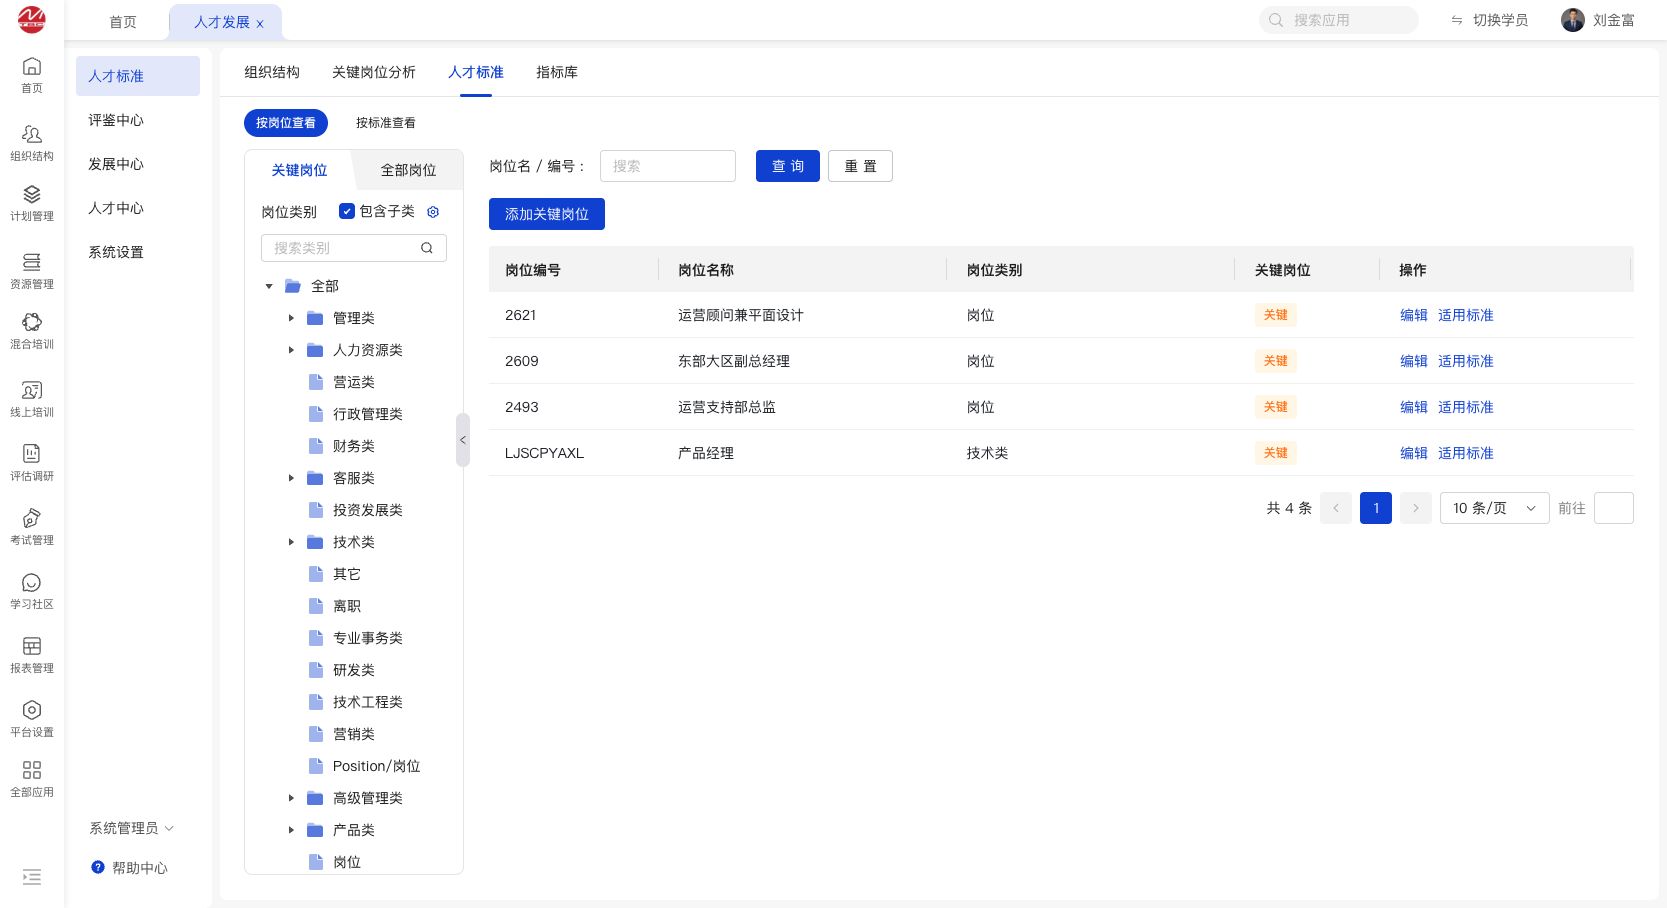 首页
人才发展 x
搜索应用
切换学员
刘金富
首页
组织结构
计划管理
资源管理
混合培训
线上培训
评估调研
考试管理
学习社区
报表管理
平台设置
全部应用
人才标准
评鉴中心
发展中心
人才中心
系统设置
系统管理员
帮助中心
组织结构 关键岗位分析 人才标准 指标库
按岗位查看 按标准查看
关键岗位 全部岗位
岗位类别 包含子类
搜索类别
全部
管理类
人力资源类
营运类
行政管理类
财务类
客服类
投资发展类
技术类
其它
离职
专业事务类
研发类
技术工程类
营销类
Position/岗位
高级管理类
产品类
岗位
岗位名 / 编号： 搜索 查 询 重 置
添加关键岗位
岗位编号 岗位名称 岗位类别 关键岗位 操作
2621 运营顾问兼平面设计 岗位 关键 编辑 适用标准
2609 东部大区副总经理 岗位 关键 编辑 适用标准
2493 运营支持部总监 岗位 关键 编辑 适用标准
LJSCPYAXL 产品经理 技术类 关键 编辑 适用标准
共 4 条 < 1 > 10 条/页 前往